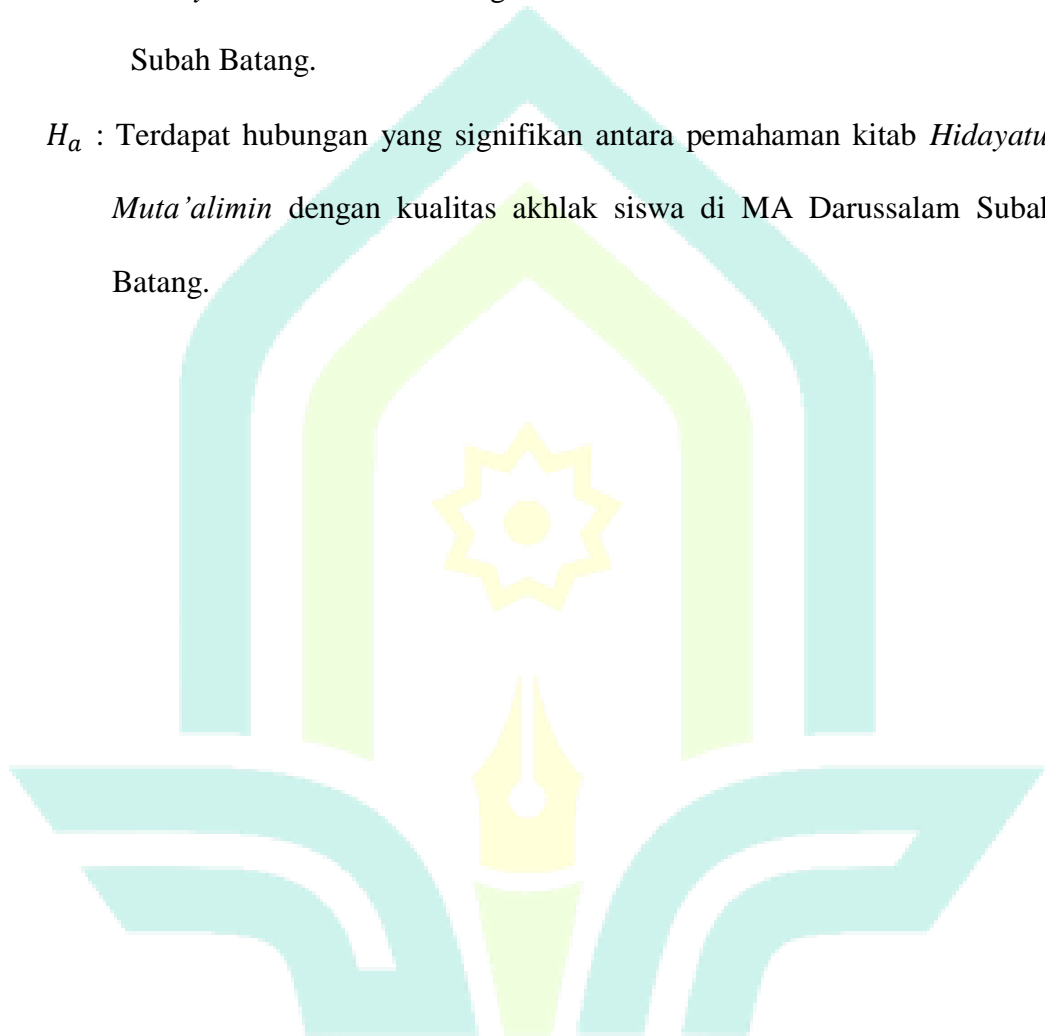 Subah Batang.
Hₐ : Terdapat hubungan yang signifikan antara pemahaman kitab Hidayatu
Muta’alimin dengan kualitas akhlak siswa di MA Darussalam Subah
Batang.